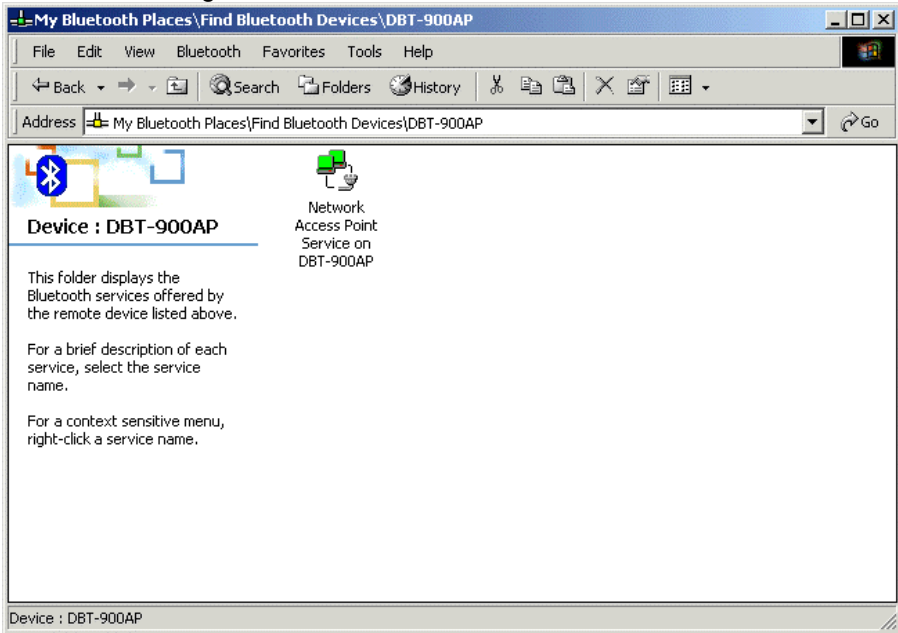 My Bluetooth Places\Find Bluetooth Devices\DBT-900AP
File Edit View Bluetooth Favorites Tools Help
Back Search Folders History
Address My Bluetooth Places\Find Bluetooth Devices\DBT-900AP Go
Device : DBT-900AP
This folder displays the
Bluetooth services offered by
the remote device listed above.
For a brief description of each
service, select the service
name.
For a context sensitive menu,
right-click a service name.
Network
Access Point
Service on
DBT-900AP
Device : DBT-900AP